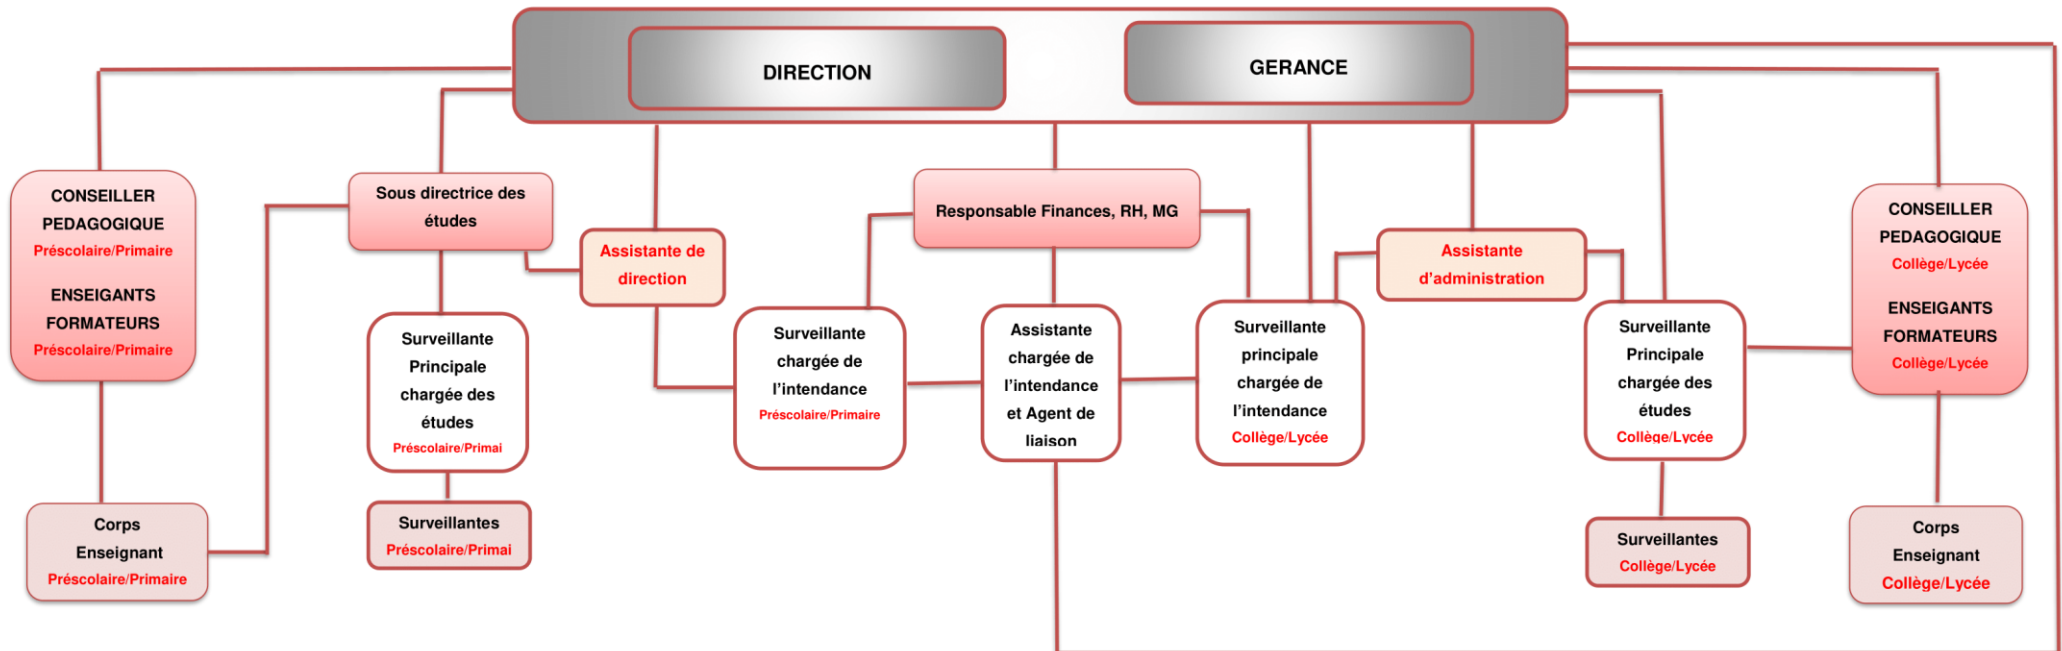 DIRECTION
GERANCE
CONSEILLER
PEDAGOGIQUE
Préscolaire/Primaire
ENSEIGANTS
FORMATEURS
Préscolaire/Primaire
Sous directrice des
études
Assistante de
direction
Responsable Finances, RH, MG
Assistante
d'administration
CONSEILLER
PEDAGOGIQUE
Collège/Lycée
ENSEIGANTS
FORMATEURS
Collège/Lycée
Surveillante
Principale
chargée des
études
Préscolaire/Primai
Surveillante
chargée de
l'intendance
Préscolaire/Primaire
Assistante
chargée de
l'intendance
et Agent de
liaison
Surveillante
principale
chargée de
l'intendance
Collège/Lycée
Surveillante
Principale
chargée des
études
Collège/Lycée
Corps
Enseignant
Préscolaire/Primaire
Surveillantes
Préscolaire/Primai
Surveillantes
Collège/Lycée
Corps
Enseignant
Collège/Lycée